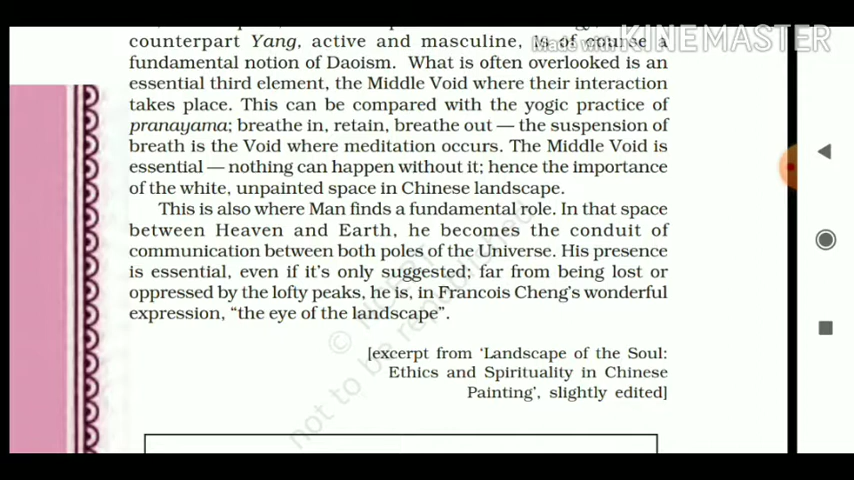 counterpart Yang, active and masculine, is of course a
Made with KINEMASTER
fundamental notion of Daoism. What is often overlooked is an
essential third element, the Middle Void where their interaction
takes place. This can be compared with the yogic practice of
pranayama; breathe in, retain, breathe out — the suspension of
breath is the Void where meditation occurs. The Middle Void is
essential — nothing can happen without it; hence the importance
of the white, unpainted space in Chinese landscape.
This is also where Man finds a fundamental role. In that space
between Heaven and Earth, he becomes the conduit of
communication between both poles of the Universe. His presence
is essential, even if it's only suggested; far from being lost or
oppressed by the lofty peaks, he is, in Francois Cheng's wonderful
expression, "the eye of the landscape".
[excerpt from 'Landscape of the Soul:
Ethics and Spirituality in Chinese
Painting', slightly edited]
© NCERT
not to be republished